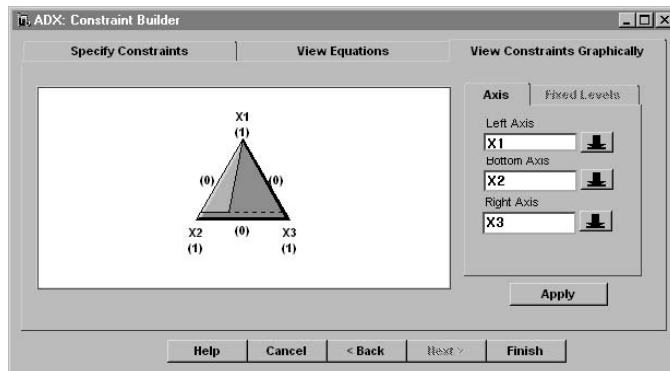 ADX: Constraint Builder
Specify Constraints
View Equations
View Constraints Graphically
X1
(1)
(0)
(0)
X2
(0)
X3
(1)
(1)
Axis
Fixed Levels
Left Axis
X1
Bottom Axis
X2
Right Axis
X3
Apply
Help
Cancel
< Back
Next >
Finish